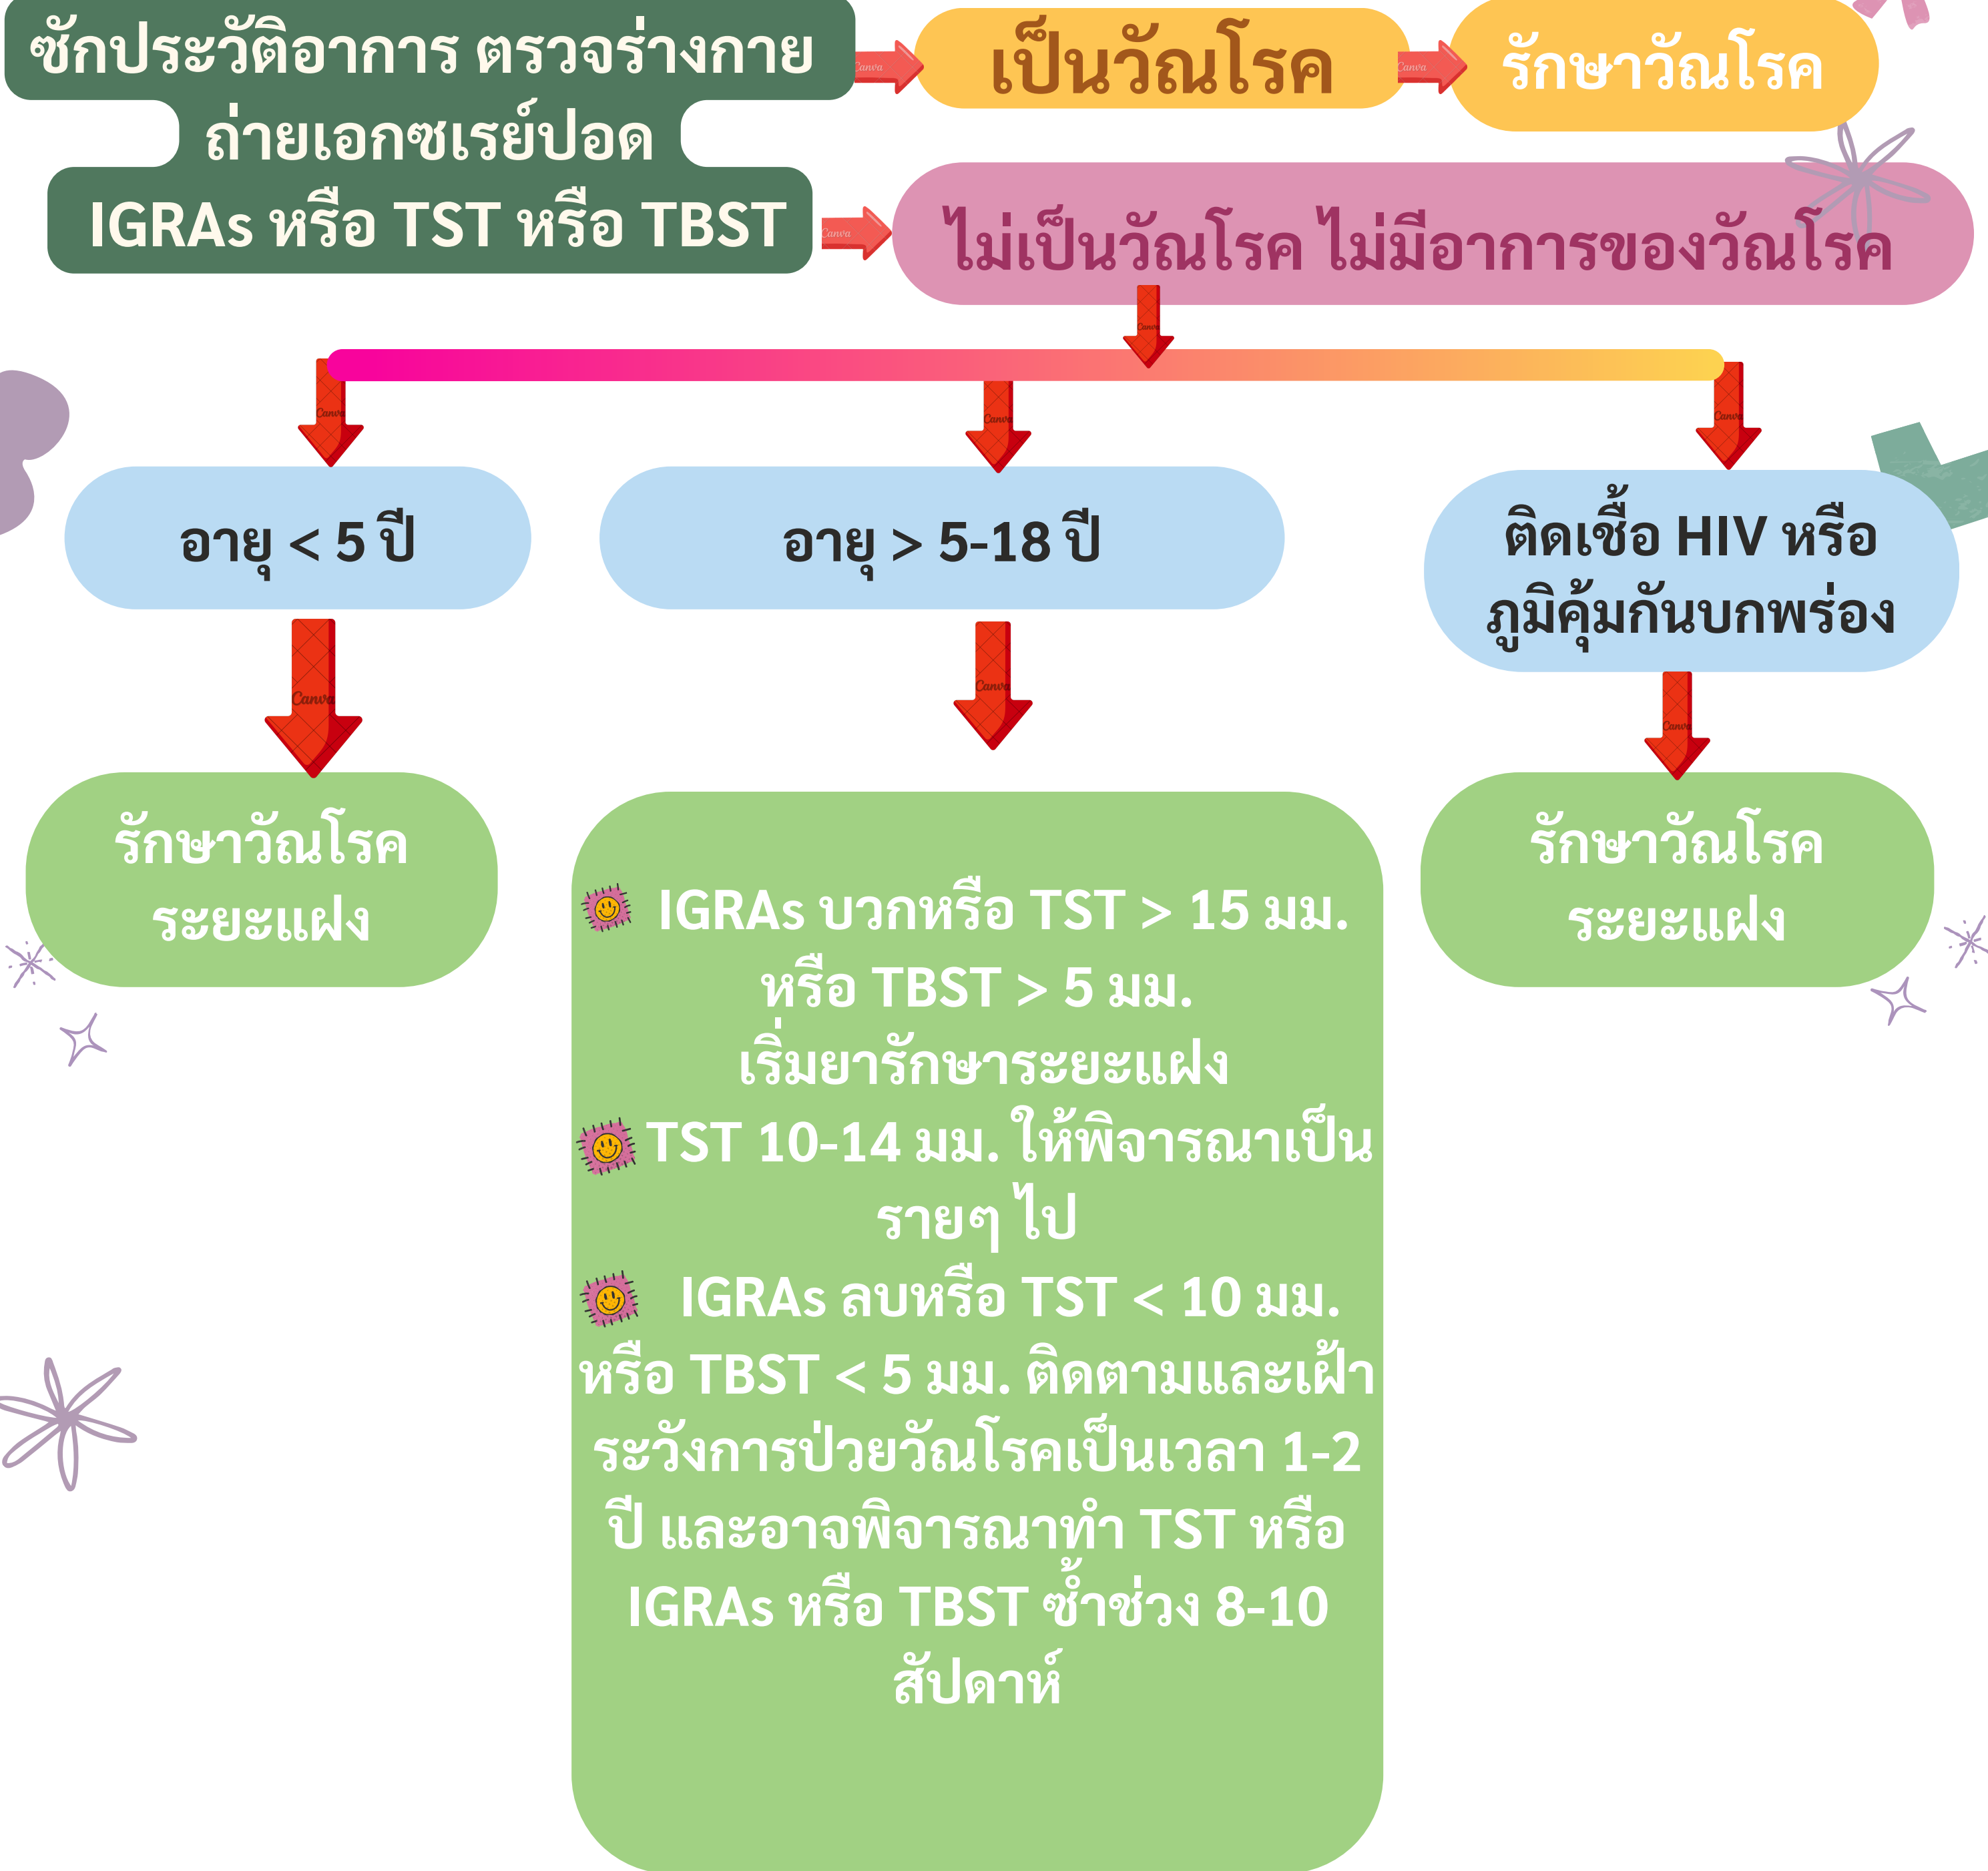 ซักประวัติอาการ ตรวจร่างกาย
ถ่ายเอกซเรย์ปอด
IGRAs หรือ TST หรือ TBST
เป็นวัณโรค
รักษาวัณโรค
ไม่เป็นวัณโรค ไม่มีอาการของวัณโรค
อายุ < 5 ปี
อายุ > 5-18 ปี
ติดเชื้อ HIV หรือ
ภูมิคุ้มกันบกพร่อง
รักษาวัณโรค
ระยะแฝง
IGRAs บวกหรือ TST > 15 มม.
หรือ TBST > 5 มม.
เริ่มยารักษาระยะแฝง
TST 10-14 มม. ให้พิจารณาเป็น
รายๆ ไป
IGRAs ลบหรือ TST < 10 มม.
หรือ TBST < 5 มม. ติดตามและเฝ้า
ระวังการป่วยวัณโรคเป็นเวลา 1-2
ปี และอาจพิจารณาทำ TST หรือ
IGRAs หรือ TBST ซ้ำช่วง 8-10
สัปดาห์
รักษาวัณโรค
ระยะแฝง
Canva
Canva
Canva
Canva
Canva
Canva
Canva
Canva
Canva
Canva